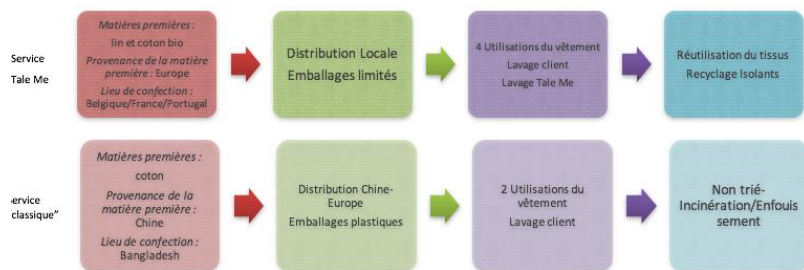 Service
Tale Me
Matières premières :
lin et coton bio
Provenance de la matière
première : Europe
Lieu de confection :
Belgique/France/Portugal
Distribution Locale
Emballages limités
4 Utilisations du vêtement
Lavage client
Lavage Tale Me
Réutilisation du tissus
Recyclage Isolants
service
classique"
Matières premières :
coton
Provenance de la
matière première :
Chine
Lieu de confection :
Bangladesh
Distribution Chine-
Europe
Emballages plastiques
2 Utilisations du
vêtement
Lavage client
Non trié-
Incinération/Enfouis
sement